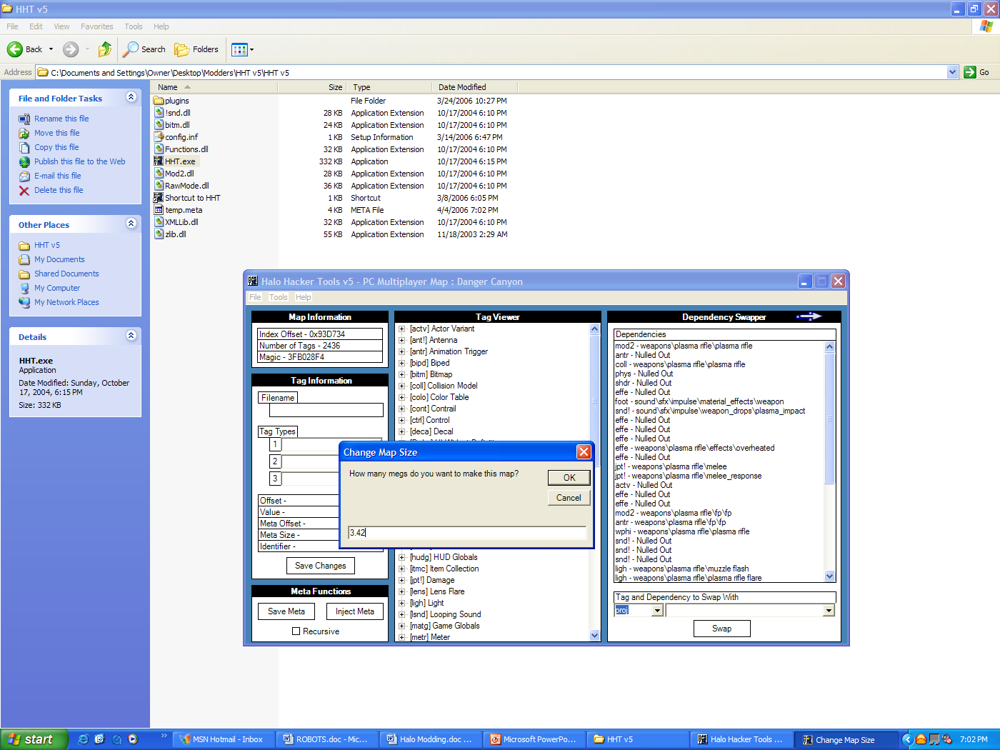 HHT v5
File Edit View Favorites Tools Help
Back Search Folders
Address C:\Documents and Settings\Owner\Desktop\Modders\HHT v5\HHT v5 Go
File and Folder Tasks
Rename this file
Move this file
Copy this file
Publish this file to the Web
E-mail this file
Delete this file
Other Places
HHT v5
My Documents
Shared Documents
My Computer
My Network Places
Details
HHT.exe
Application
Date Modified: Sunday, October
17, 2004, 6:15 PM
Size: 332 KB
Name Size Type Date Modified
plugins File Folder 3/24/2006 10:27 PM
!snd.dll 28 KB Application Extension 10/17/2004 6:10 PM
bitm.dll 24 KB Application Extension 10/17/2004 6:10 PM
config.inf 1 KB Setup Information 3/14/2006 6:47 PM
Functions.dll 32 KB Application Extension 10/17/2004 6:10 PM
HHT.exe 332 KB Application 10/17/2004 6:15 PM
Mod2.dll 28 KB Application Extension 10/17/2004 6:10 PM
RawMode.dll 36 KB Application Extension 10/17/2004 6:10 PM
Shortcut to HHT 1 KB Shortcut 3/8/2006 6:05 PM
temp.meta 4 KB META File 4/4/2006 7:02 PM
XMLLib.dll 32 KB Application Extension 10/17/2004 6:10 PM
zlib.dll 55 KB Application Extension 11/18/2003 2:29 AM
Halo Hacker Tools v5 - PC Multiplayer Map : Danger Canyon
File Tools Help
Map Information
Index Offset - 0x93D734
Number of Tags - 2436
Magic - 3FB028F4
Tag Information
Filename
Tag Types
1
2
3
Offset -
Value -
Meta Offset -
Meta Size -
Identifier -
Save Changes
Meta Functions
Save Meta Inject Meta
Recursive
Tag Viewer
[actv] Actor Variant
[ant!] Antenna
[antr] Animation Trigger
[bipd] Biped
[bitm] Bitmap
[coll] Collision Model
[colo] Color Table
[cont] Contrail
[ctrl] Control
[deca] Decal
Change Map Size
How many megs do you want to make this map?
OK
Cancel
3.42
[hudg] HUD Globals
[itmc] Item Collection
[jpt!] Damage
[lens] Lens Flare
[ligh] Light
[lsnd] Looping Sound
[matg] Game Globals
[metr] Meter
Dependency Swapper
Dependencies
mod2 - weapons\plasma rifle\plasma rifle
antr - Nulled Out
coll - weapons\plasma rifle\plasma rifle
phys - Nulled Out
shdr - Nulled Out
effe - Nulled Out
foot - sound\sfx\impulse\material_effects\weapon
snd! - sound\sfx\impulse\weapon_drops\plasma_impact
effe - Nulled Out
effe - Nulled Out
effe - Nulled Out
effe - weapons\plasma rifle\effects\overheated
effe - Nulled Out
jpt! - weapons\plasma rifle\melee
jpt! - weapons\plasma rifle\melee_response
actv - Nulled Out
effe - Nulled Out
effe - Nulled Out
mod2 - weapons\plasma rifle\fp\fp
antr - weapons\plasma rifle\fp\fp
wphi - weapons\plasma rifle\plasma rifle
snd! - Nulled Out
snd! - Nulled Out
snd! - Nulled Out
ligh - weapons\plasma rifle\muzzle flash
ligh - weapons\plasma rifle\plasma rifle flare
Tag and Dependency to Swap With
proj
Swap
start MSN Hotmail - Inbox ROBOTS.doc - Mic... Halo Modding.doc ... Microsoft PowerPo... HHT v5 Halo Hacker Tools ... Change Map Size 7:02 PM